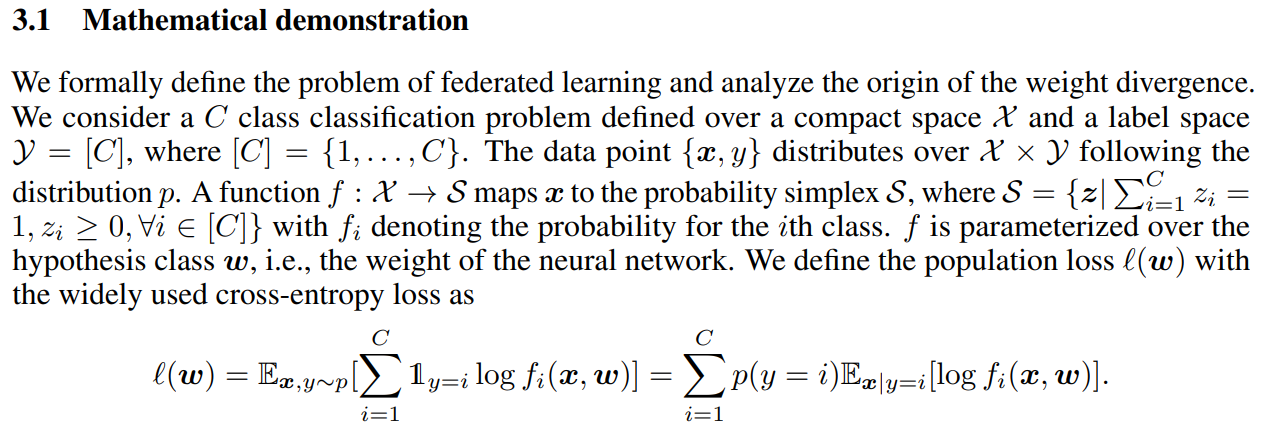 3.1 Mathematical demonstration
We formally define the problem of federated learning and analyze the origin of the weight divergence.
We consider a $C$ class classification problem defined over a compact space $\mathcal{X}$ and a label space
$\mathcal{Y} = [C]$, where $[C] = \{1, \ldots, C\}$. The data point $\{\boldsymbol{x}, y\}$ distributes over $\mathcal{X} \times \mathcal{Y}$ following the
distribution $p$. A function $f : \mathcal{X} \to \mathcal{S}$ maps $\boldsymbol{x}$ to the probability simplex $\mathcal{S}$, where $\mathcal{S} = \{\boldsymbol{z} | \sum_{i=1}^{C} z_i =$
$1, z_i \geq 0, \forall i \in [C]\}$ with $f_i$ denoting the probability for the $i$th class. $f$ is parameterized over the
hypothesis class $\boldsymbol{w}$, i.e., the weight of the neural network. We define the population loss $\ell(\boldsymbol{w})$ with
the widely used cross-entropy loss as
$\ell(\boldsymbol{w}) = \mathbb{E}_{\boldsymbol{x},y \sim p}[\sum_{i=1}^{C} \mathbb{1}_{y=i} \log f_i(\boldsymbol{x}, \boldsymbol{w})] = \sum_{i=1}^{C} p(y = i)\mathbb{E}_{\boldsymbol{x}|y=i}[\log f_i(\boldsymbol{x}, \boldsymbol{w})].$